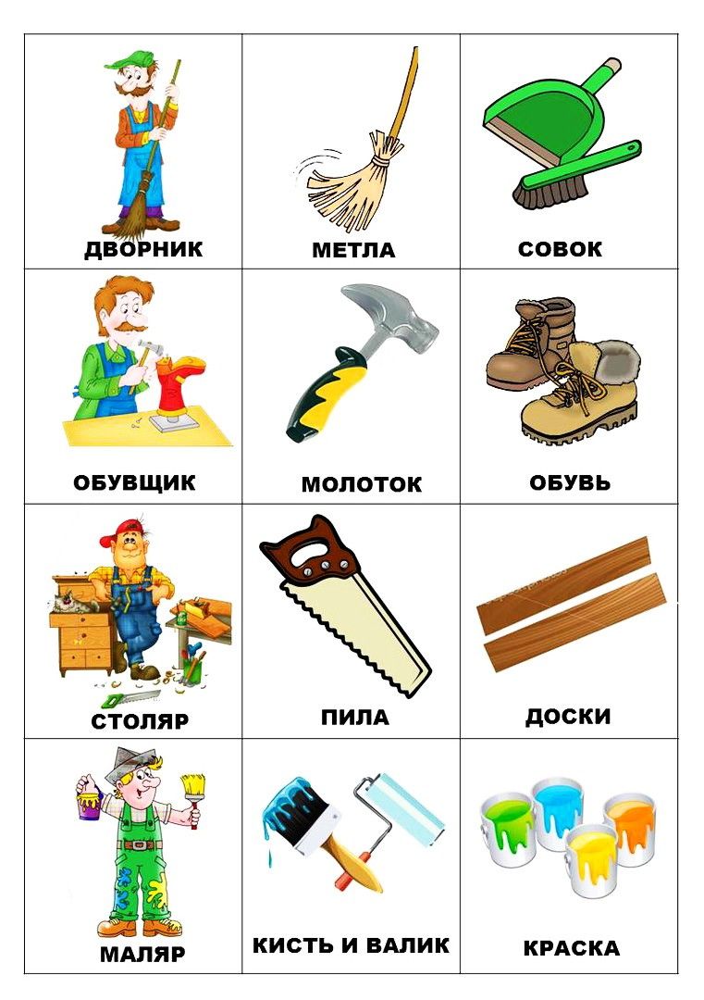 ДВОРНИК
МЕТЛА
СОВОК
ОБУВЩИК
МОЛОТОК
ОБУВЬ
СТОЛЯР
ПИЛА
ДОСКИ
МАЛЯР
КИСТЬ И ВАЛИК
КРАСКА